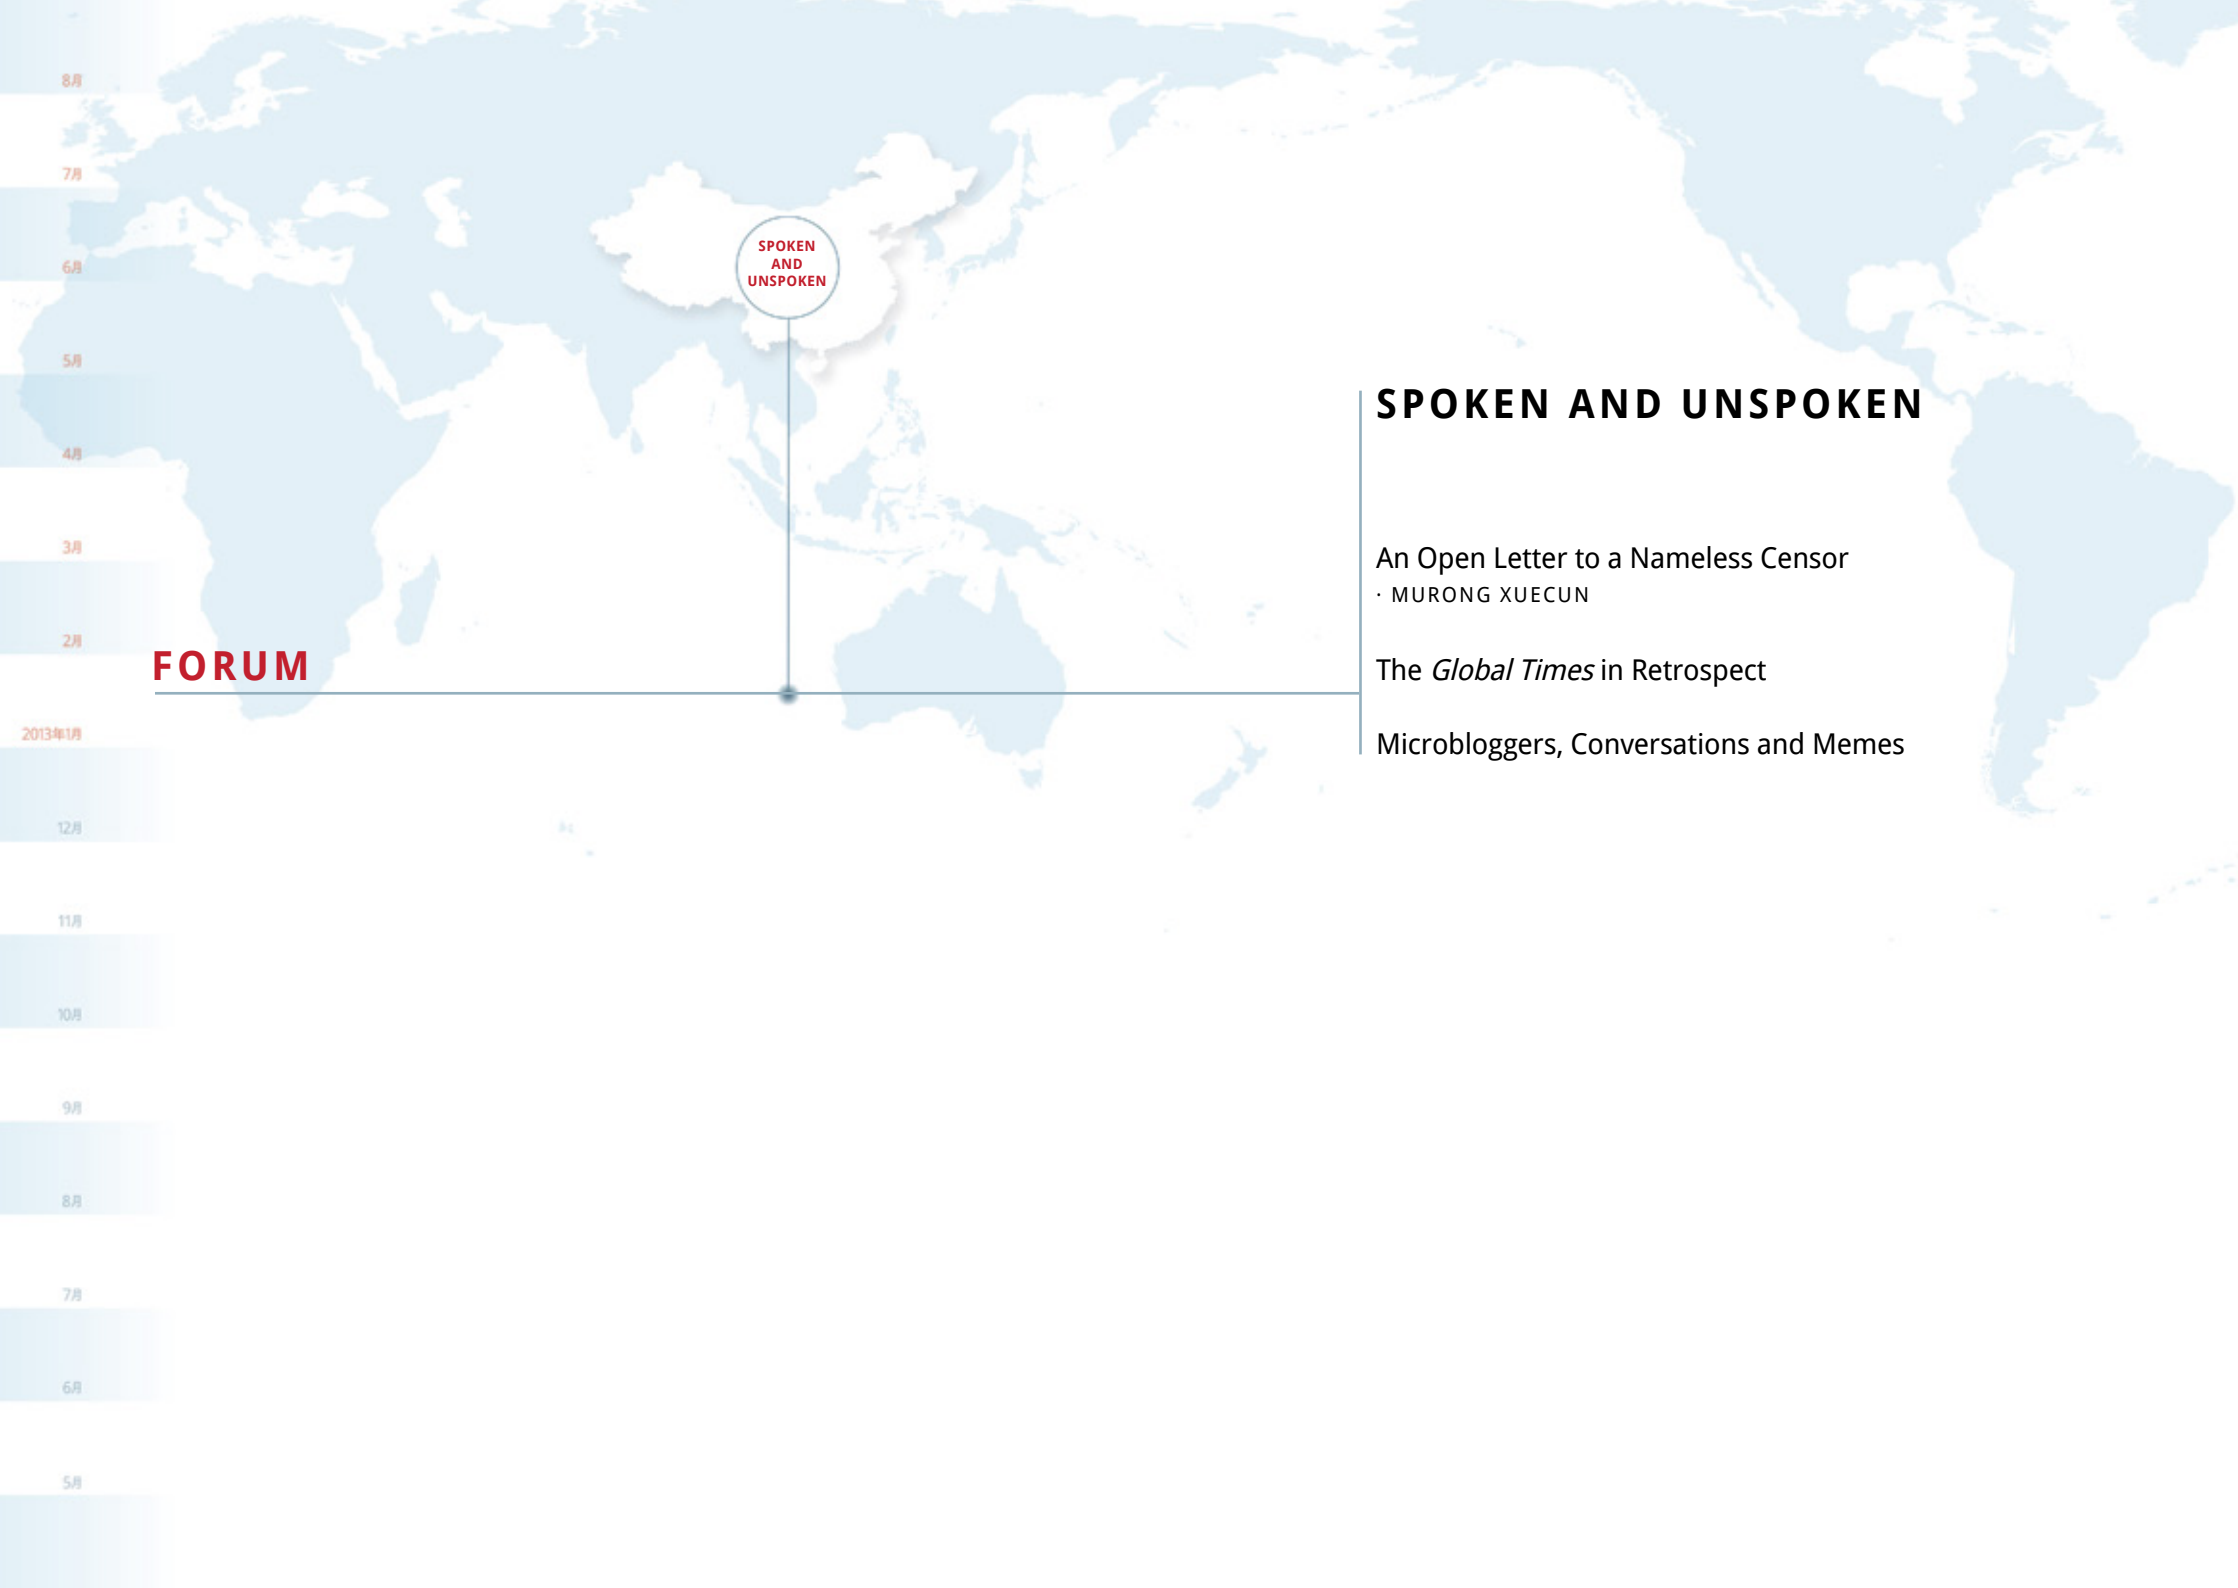 8月
7月
6月
5月
4月
3月
2月
2013年1月
12月
11月
10月
9月
8月
7月
6月
5月
SPOKEN
AND
UNSPOKEN
FORUM
SPOKEN AND UNSPOKEN
An Open Letter to a Nameless Censor
· MURONG XUECUN
The Global Times in Retrospect
Microbloggers, Conversations and Memes